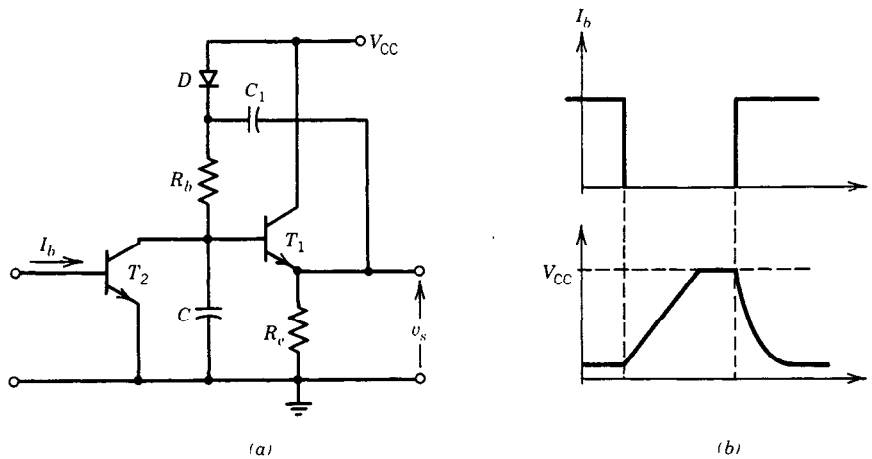 I_b
V_CC
D
C_1
R_b
I_b
T_1
T_2
C
R_e
v_s
V_CC
(a)
(b)